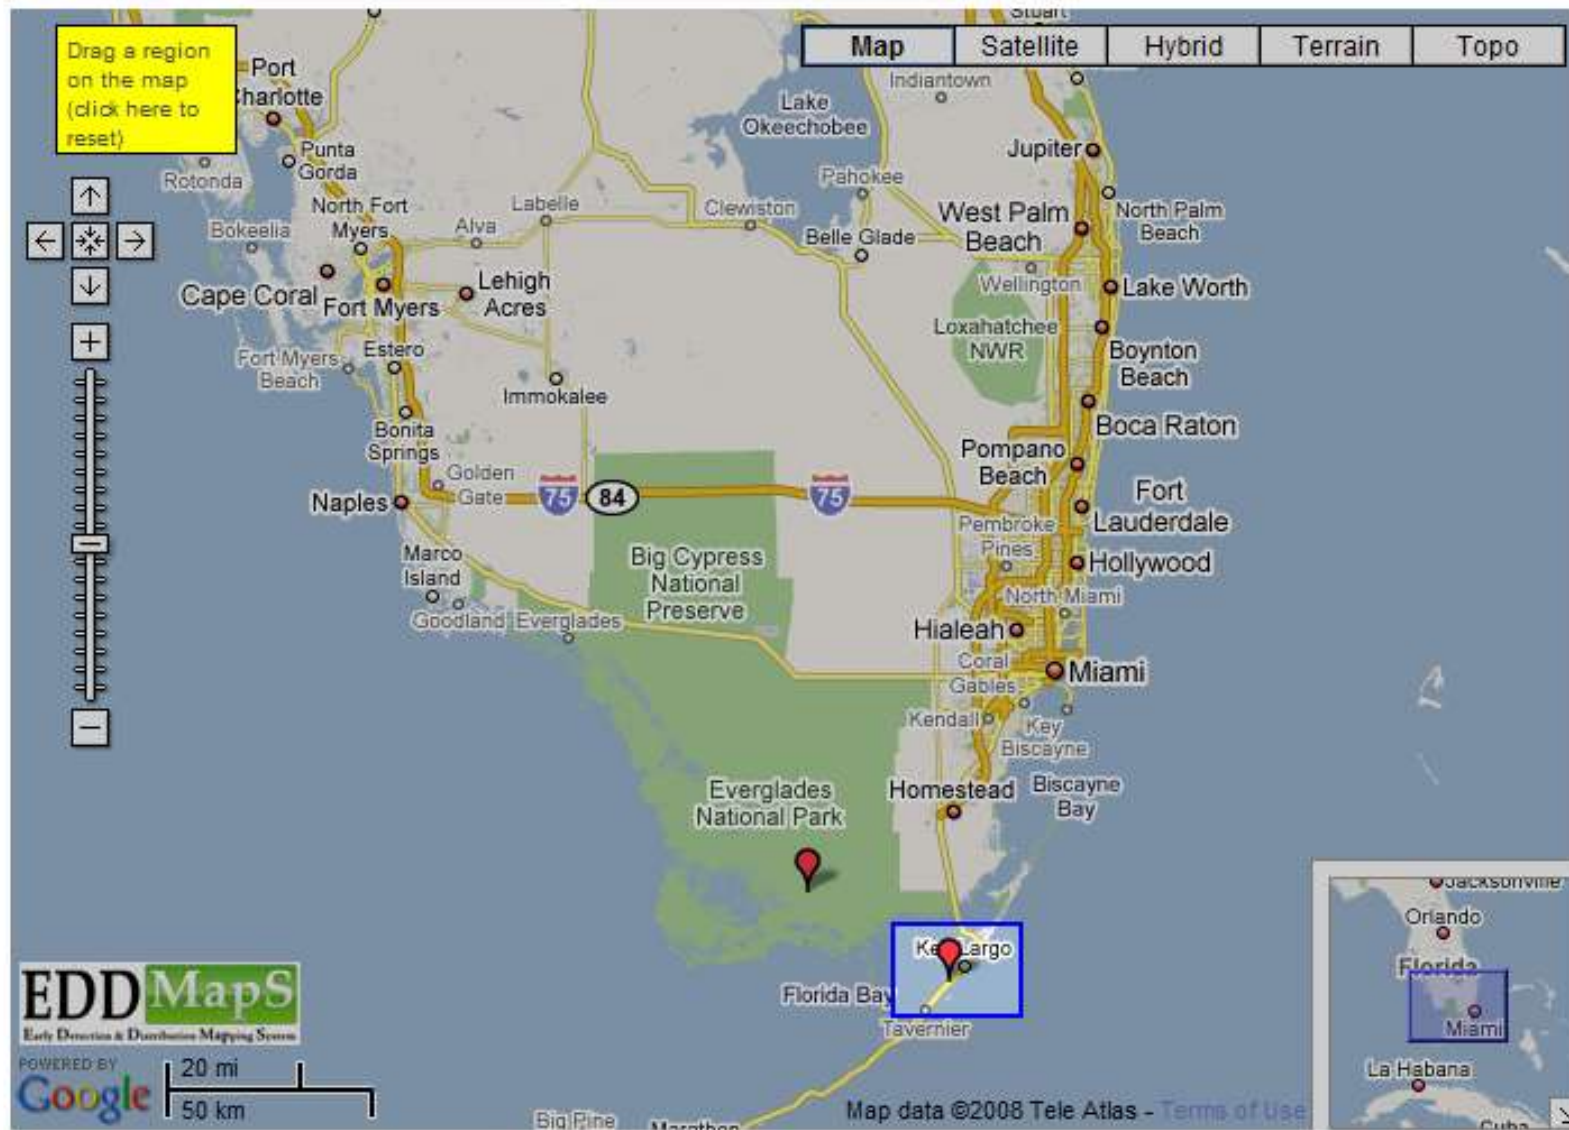 Stuart
Drag a region
on the map
(click here to
reset)
Map
Satellite
Hybrid
Terrain
Topo
Port
Charlotte
Indiantown
Lake
Okeechobee
Punta
Gorda
Jupiter
Rotonda
Pahokee
North Fort
Myers
Labelle
Clewiston
West Palm
Beach
North Palm
Beach
Bokeelia
Alva
Belle Glade
Cape Coral
Fort Myers
Lehigh
Acres
Wellington
Lake Worth
Loxahatchee
NWR
Fort Myers
Beach
Estero
Boynton
Beach
Immokalee
Bonita
Springs
Boca Raton
Pompano
Beach
Golden
Gate
75
84
75
Naples
Fort
Lauderdale
Pembroke
Pines
Marco
Island
Big Cypress
National
Preserve
Hollywood
North Miami
Goodland
Everglades
Hialeah
Coral
Gables
Miami
Kendall
Key
Biscayne
Everglades
National Park
Homestead
Biscayne
Bay
Jacksonville
Orlando
Florida
Miami
La Habana
Cuba
Key Largo
Florida Bay
Tavernier
EDDMapS
Early Detection & Distribution Mapping System
POWERED BY
Google
20 mi
50 km
Big Pine
Marathon
Map data ©2008 Tele Atlas - Terms of Use